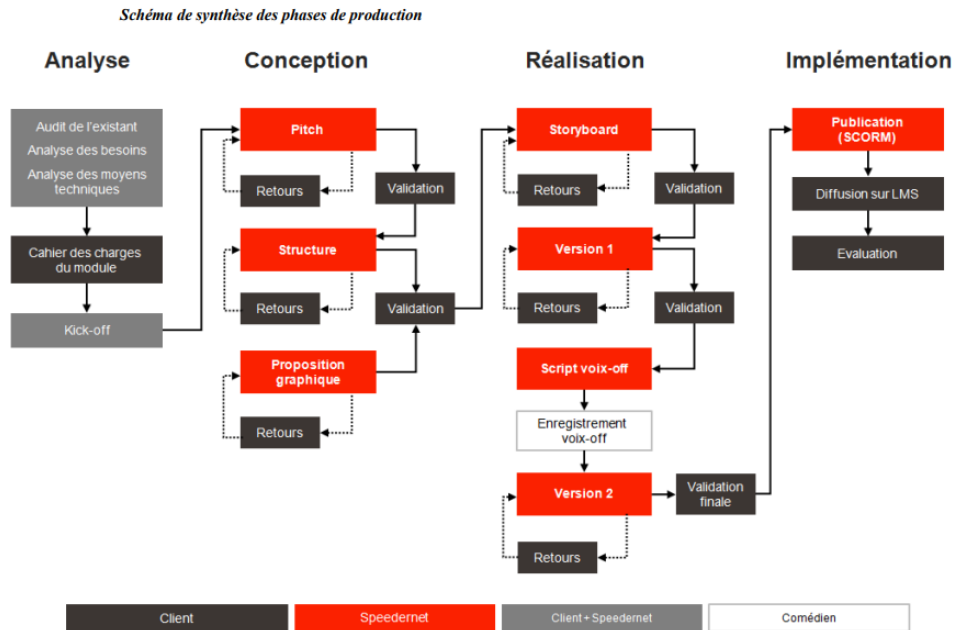 Schéma de synthèse des phases de production
Analyse
Audit de l'existant
Analyse des besoins
Analyse des moyens
techniques
Cahier des charges
du module
Kick-off
Conception
Pitch
Retours
Validation
Structure
Retours
Validation
Proposition
graphique
Retours
Réalisation
Storyboard
Retours
Validation
Version 1
Retours
Validation
Script voix-off
Enregistrement
voix-off
Version 2
Validation
finale
Retours
Implémentation
Publication
(SCORM)
Diffusion sur LMS
Evaluation
Client
Speedernet
Client + Speedernet
Comédien